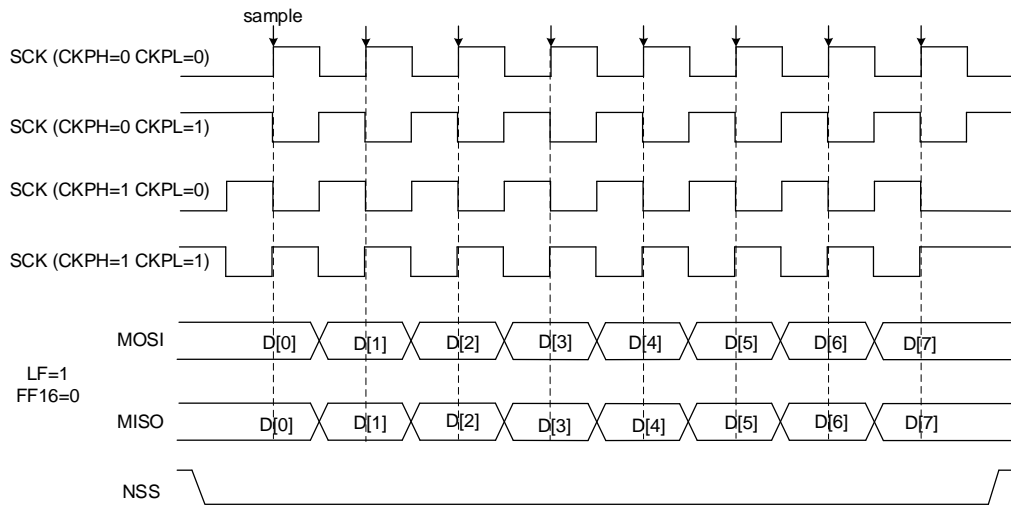 sample
SCK (CKPH=0 CKPL=0)
SCK (CKPH=0 CKPL=1)
SCK (CKPH=1 CKPL=0)
SCK (CKPH=1 CKPL=1)
MOSI
D[0] D[1] D[2] D[3] D[4] D[5] D[6] D[7]
LF=1
FF16=0
MISO
D[0] D[1] D[2] D[3] D[4] D[5] D[6] D[7]
NSS